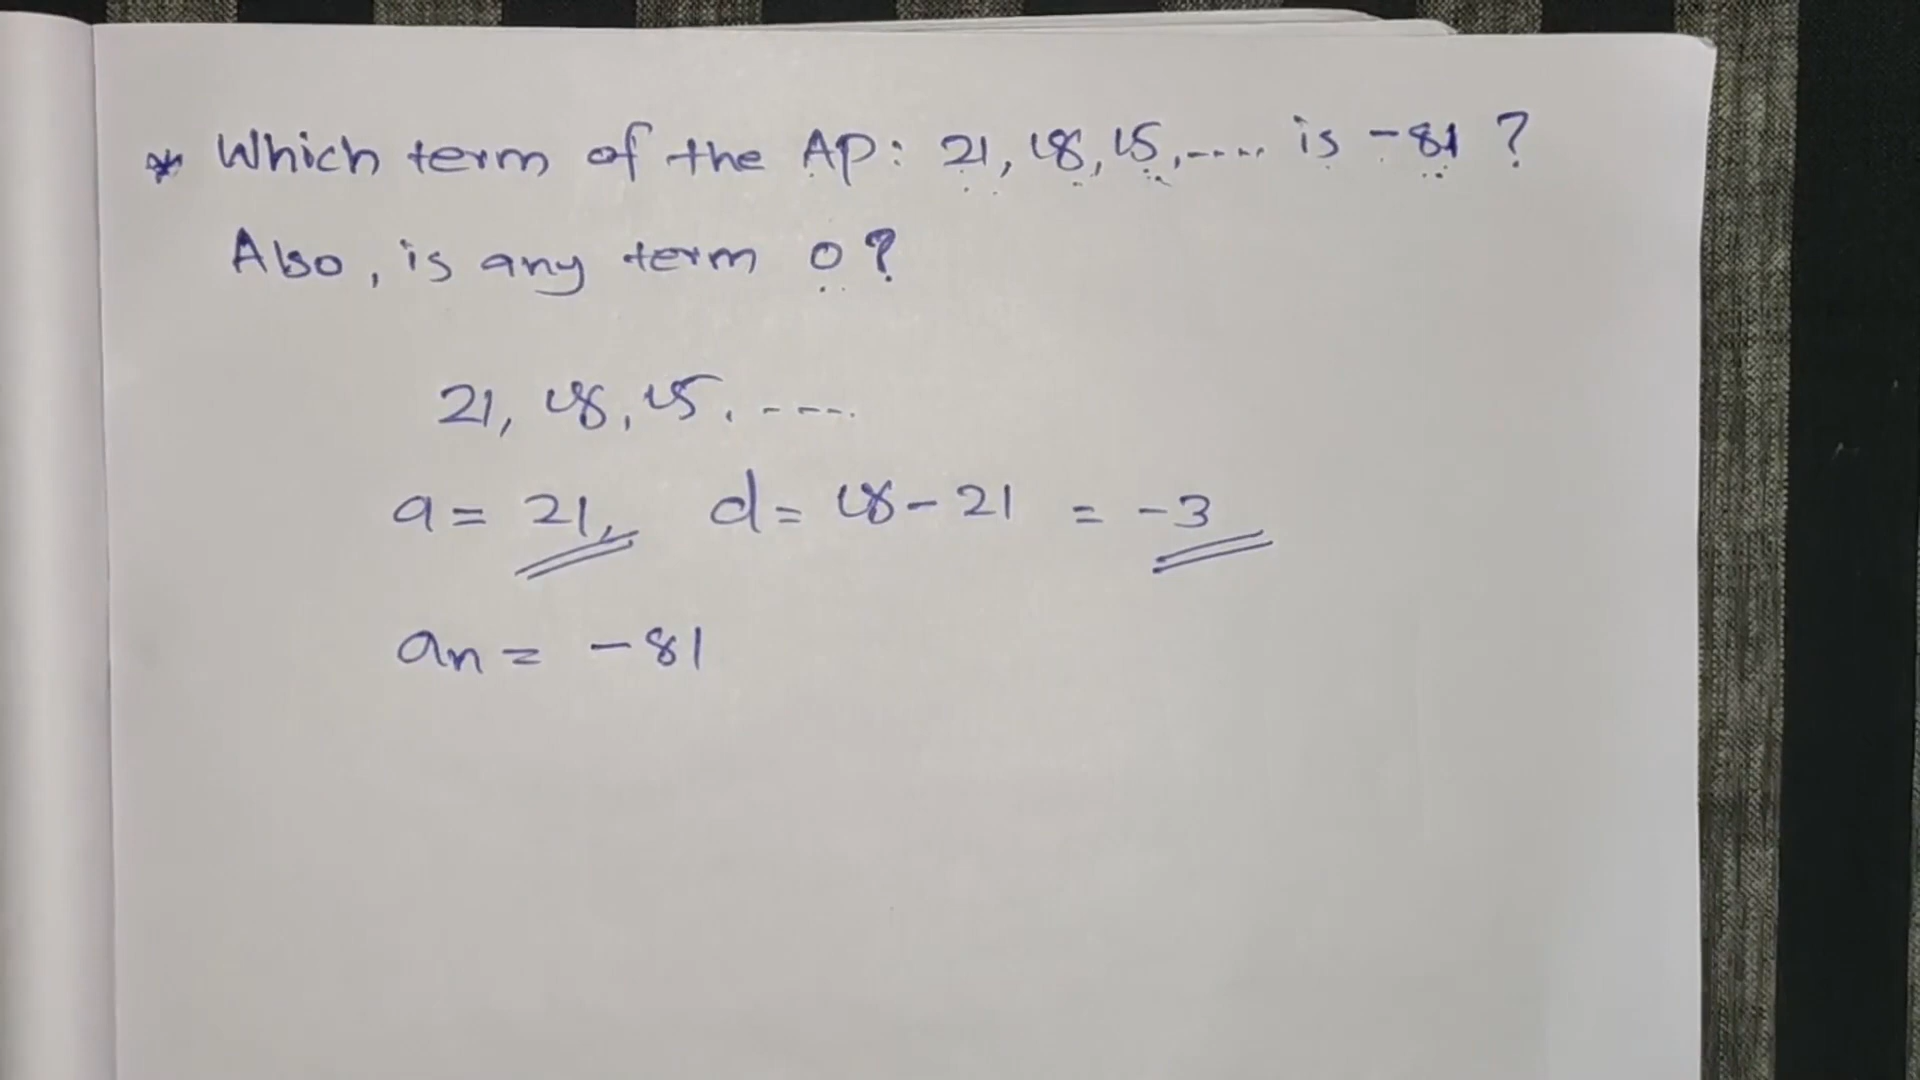 * Which term of the AP: 21, 18, 15, ---- is -81 ?
Also, is any term 0?
21, 18, 15, ----.
a = 21, d = 18 - 21 = -3
an = -81